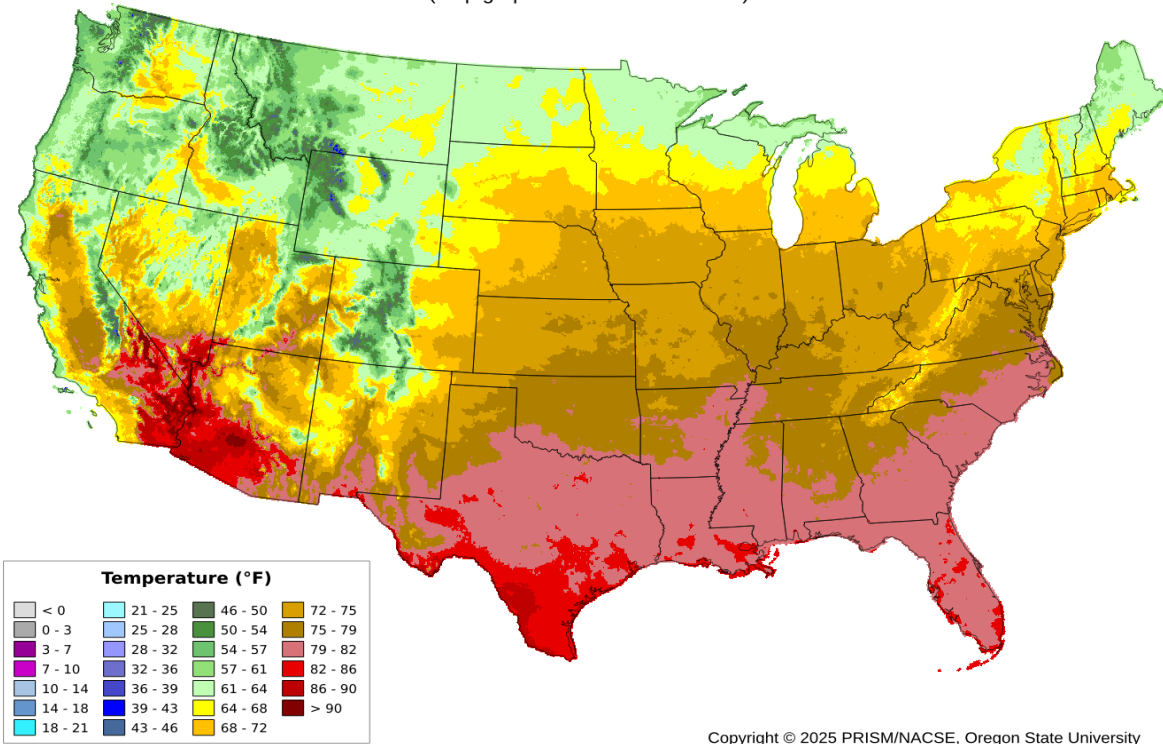 Temperature (°F)
< 0
0 - 3
3 - 7
7 - 10
10 - 14
14 - 18
18 - 21
21 - 25
25 - 28
28 - 32
32 - 36
36 - 39
39 - 43
43 - 46
46 - 50
50 - 54
54 - 57
57 - 61
61 - 64
64 - 68
68 - 72
72 - 75
75 - 79
79 - 82
82 - 86
86 - 90
> 90
Copyright © 2025 PRISM/NACSE, Oregon State University